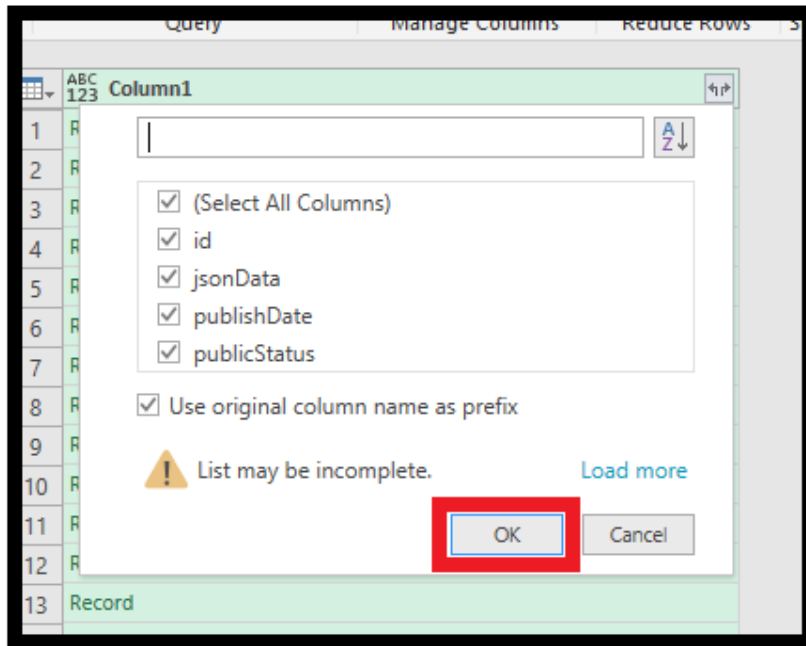 Query Manage Columns Reduce Rows S
ABC
123 Column1
A
Z
1 R
2 R
3 R
4 R
5 R
6 R
7 R
8 R
9 R
10 R
11 R
12 R
13 Record
(Select All Columns)
id
jsonData
publishDate
publicStatus
Use original column name as prefix
List may be incomplete. Load more
OK Cancel